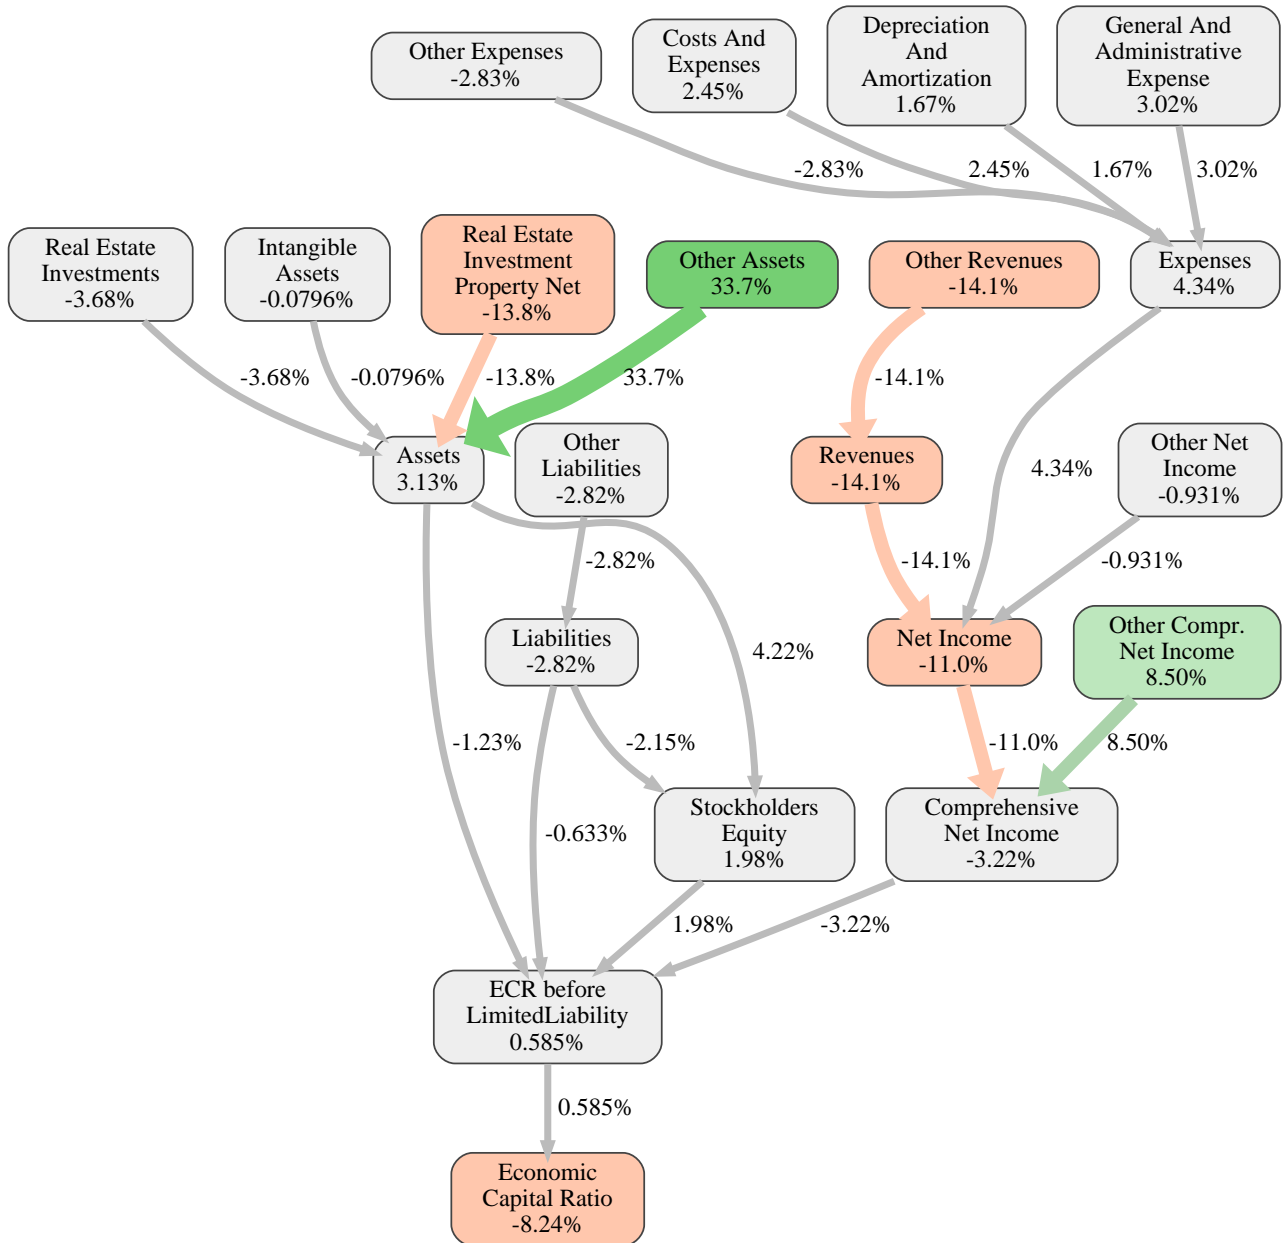 Other Expenses
-2.83%
Costs And
Expenses
2.45%
Depreciation
And
Amortization
1.67%
General And
Administrative
Expense
3.02%
-2.83%
2.45%
1.67%
3.02%
Real Estate
Investments
-3.68%
Intangible
Assets
-0.0796%
Real Estate
Investment
Property Net
-13.8%
Other Assets
33.7%
Other Revenues
-14.1%
Expenses
4.34%
-3.68%
-0.0796%
-13.8%
33.7%
-14.1%
Assets
3.13%
Other
Liabilities
-2.82%
Revenues
-14.1%
4.34%
Other Net
Income
-0.931%
-2.82%
-14.1%
-0.931%
Liabilities
-2.82%
4.22%
Net Income
-11.0%
Other Compr.
Net Income
8.50%
-1.23%
-2.15%
-11.0%
8.50%
-0.633%
Stockholders
Equity
1.98%
Comprehensive
Net Income
-3.22%
1.98%
-3.22%
ECR before
LimitedLiability
0.585%
0.585%
Economic
Capital Ratio
-8.24%